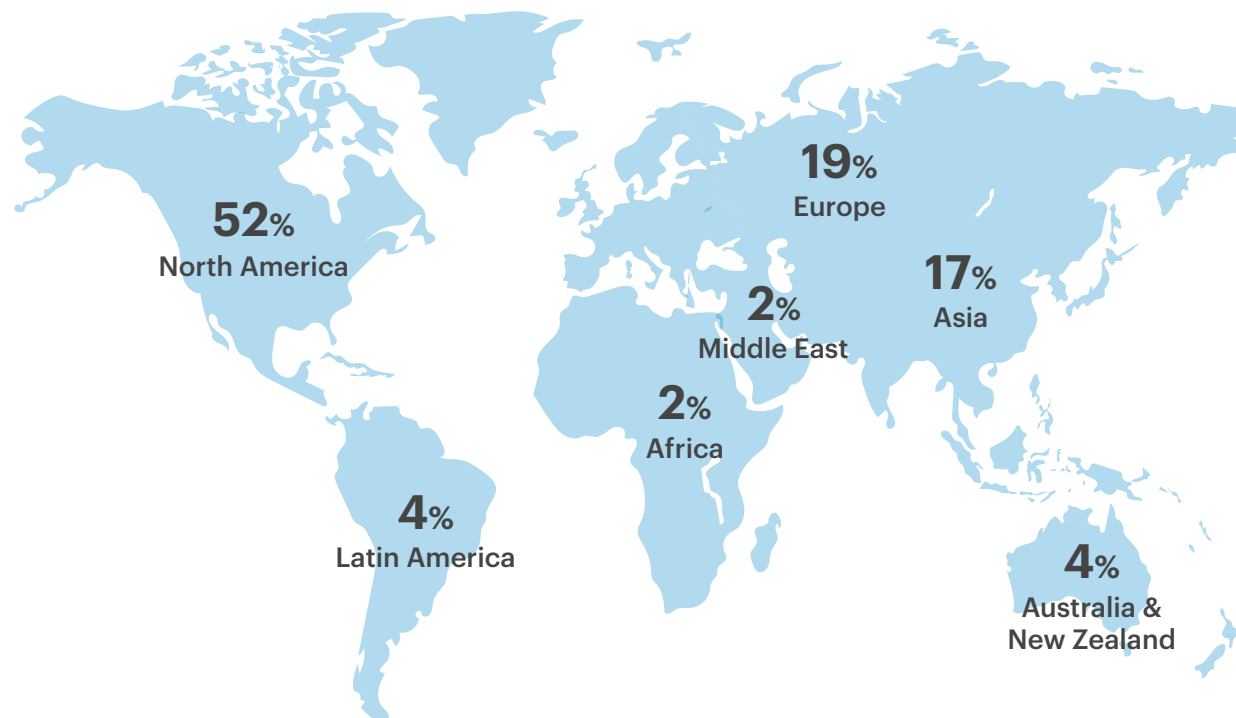 52%
North America
19%
Europe
17%
Asia
2%
Middle East
2%
Africa
4%
Latin America
4%
Australia &
New Zealand